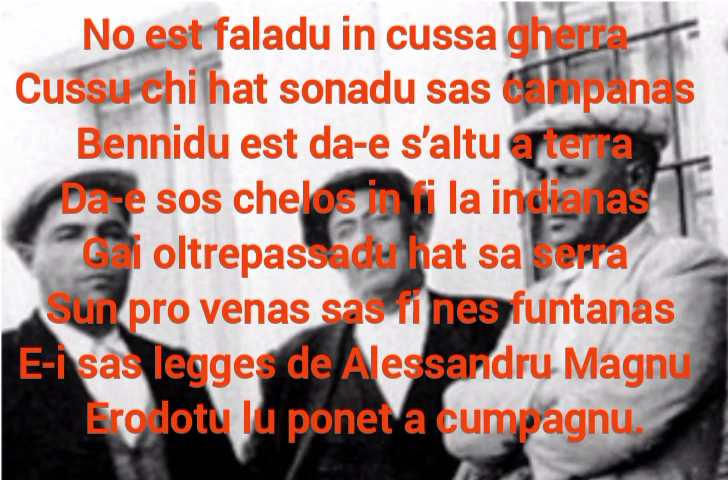 No est faladu in cussa gherra
Cussu chi hat sonadu sas campanas
Bennidu est da-e s’altu a terra
Da-e sos chelos in fi la indianas
Gai oltrepassadu hat sa serra
Sun pro venas sas fi nes funtanas
E-i sas legges de Alessandru Magnu
Erodotu lu ponet a cumpagnu.